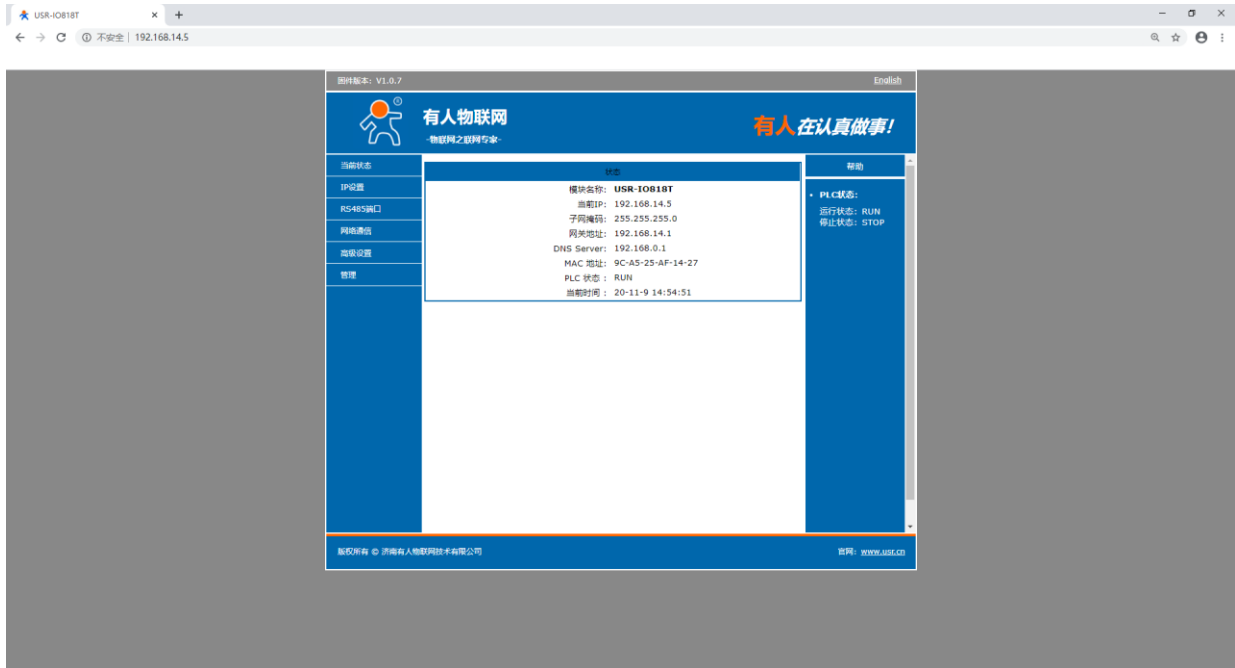 USR-IO818T
不安全 | 192.168.14.5
固件版本：V1.0.7
English
®
有人物联网
-物联网之联网专家-
有人在认真做事!
当前状态
IP设置
RS485端口
网络通信
高级设置
管理
状态
模块名称: USR-IO818T
当前IP: 192.168.14.5
子网掩码: 255.255.255.0
网关地址: 192.168.14.1
DNS Server: 192.168.0.1
MAC 地址: 9C-A5-25-AF-14-27
PLC 状态 : RUN
当前时间 : 20-11-9 14:54:51
帮助
• PLC状态:
运行状态: RUN
停止状态: STOP
版权所有 © 济南有人物联网技术有限公司
官网: www.usr.cn